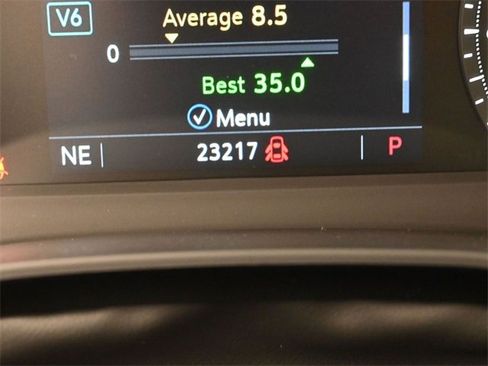 V6
Average 8.5
0
Best 35.0
Menu
NE 23217 P